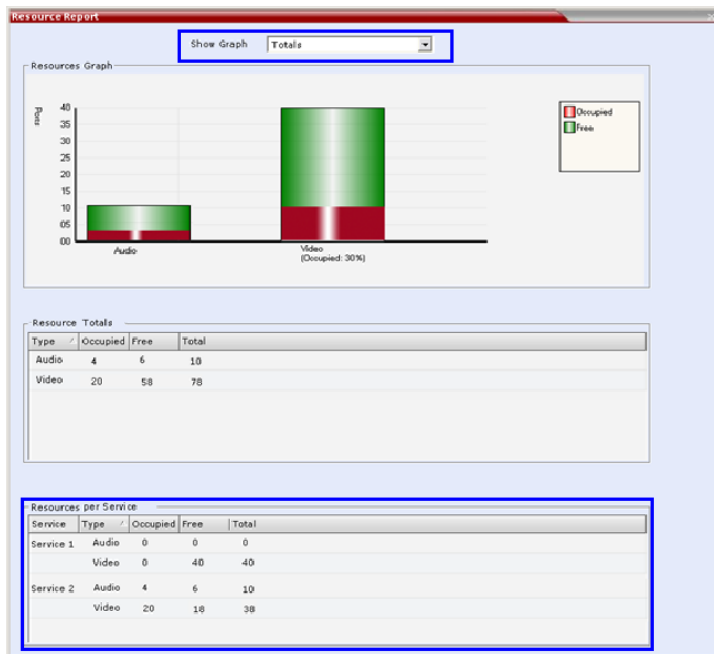 Resource Report
Show Graph Totals
Resources Graph
Ports
40
35
30
25
20
15
10
05
00
Audio
Video
(Occupied: 30%)
Occupied
Free
Resource Totals
Type Occupied Free Total
Audio 4 6 10
Video 20 58 78
Resources per Service
Service Type Occupied Free Total
Service 1 Audio 0 0 0
Video 0 40 40
Service 2 Audio 4 6 10
Video 20 18 38